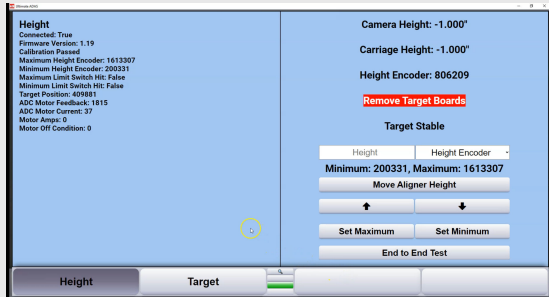 Ultimate ADAS
Height
Connected: True
Firmware Version: 1.19
Calibration Passed
Maximum Height Encoder: 1613307
Minimum Height Encoder: 200331
Maximum Limit Switch Hit: False
Minimum Limit Switch Hit: False
Target Position: 409881
ADC Motor Feedback: 1815
ADC Motor Current: 37
Motor Amps: 0
Motor Off Condition: 0
Camera Height: -1.000"
Carriage Height: -1.000"
Height Encoder: 806209
Remove Target Boards
Target Stable
Height
Height Encoder
Minimum: 200331, Maximum: 1613307
Move Aligner Height
Set Maximum
Set Minimum
End to End Test
Height
Target